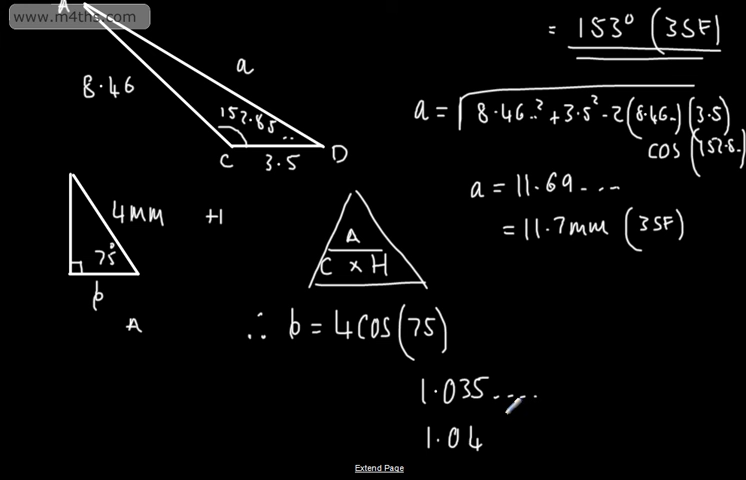 www.m4ths.com
A
= 153° (3SF)
a
8.46
152.85..
C
3.5
D
a = √8.46..² + 3.5² - 2(8.46..)(3.5)
cos(152.8..)
a = 11.69....
= 11.7mm (3SF)
4mm
H
75°
b
A
A
C × H
∴ b = 4cos(75)
1.035....
1.04
Extend Page